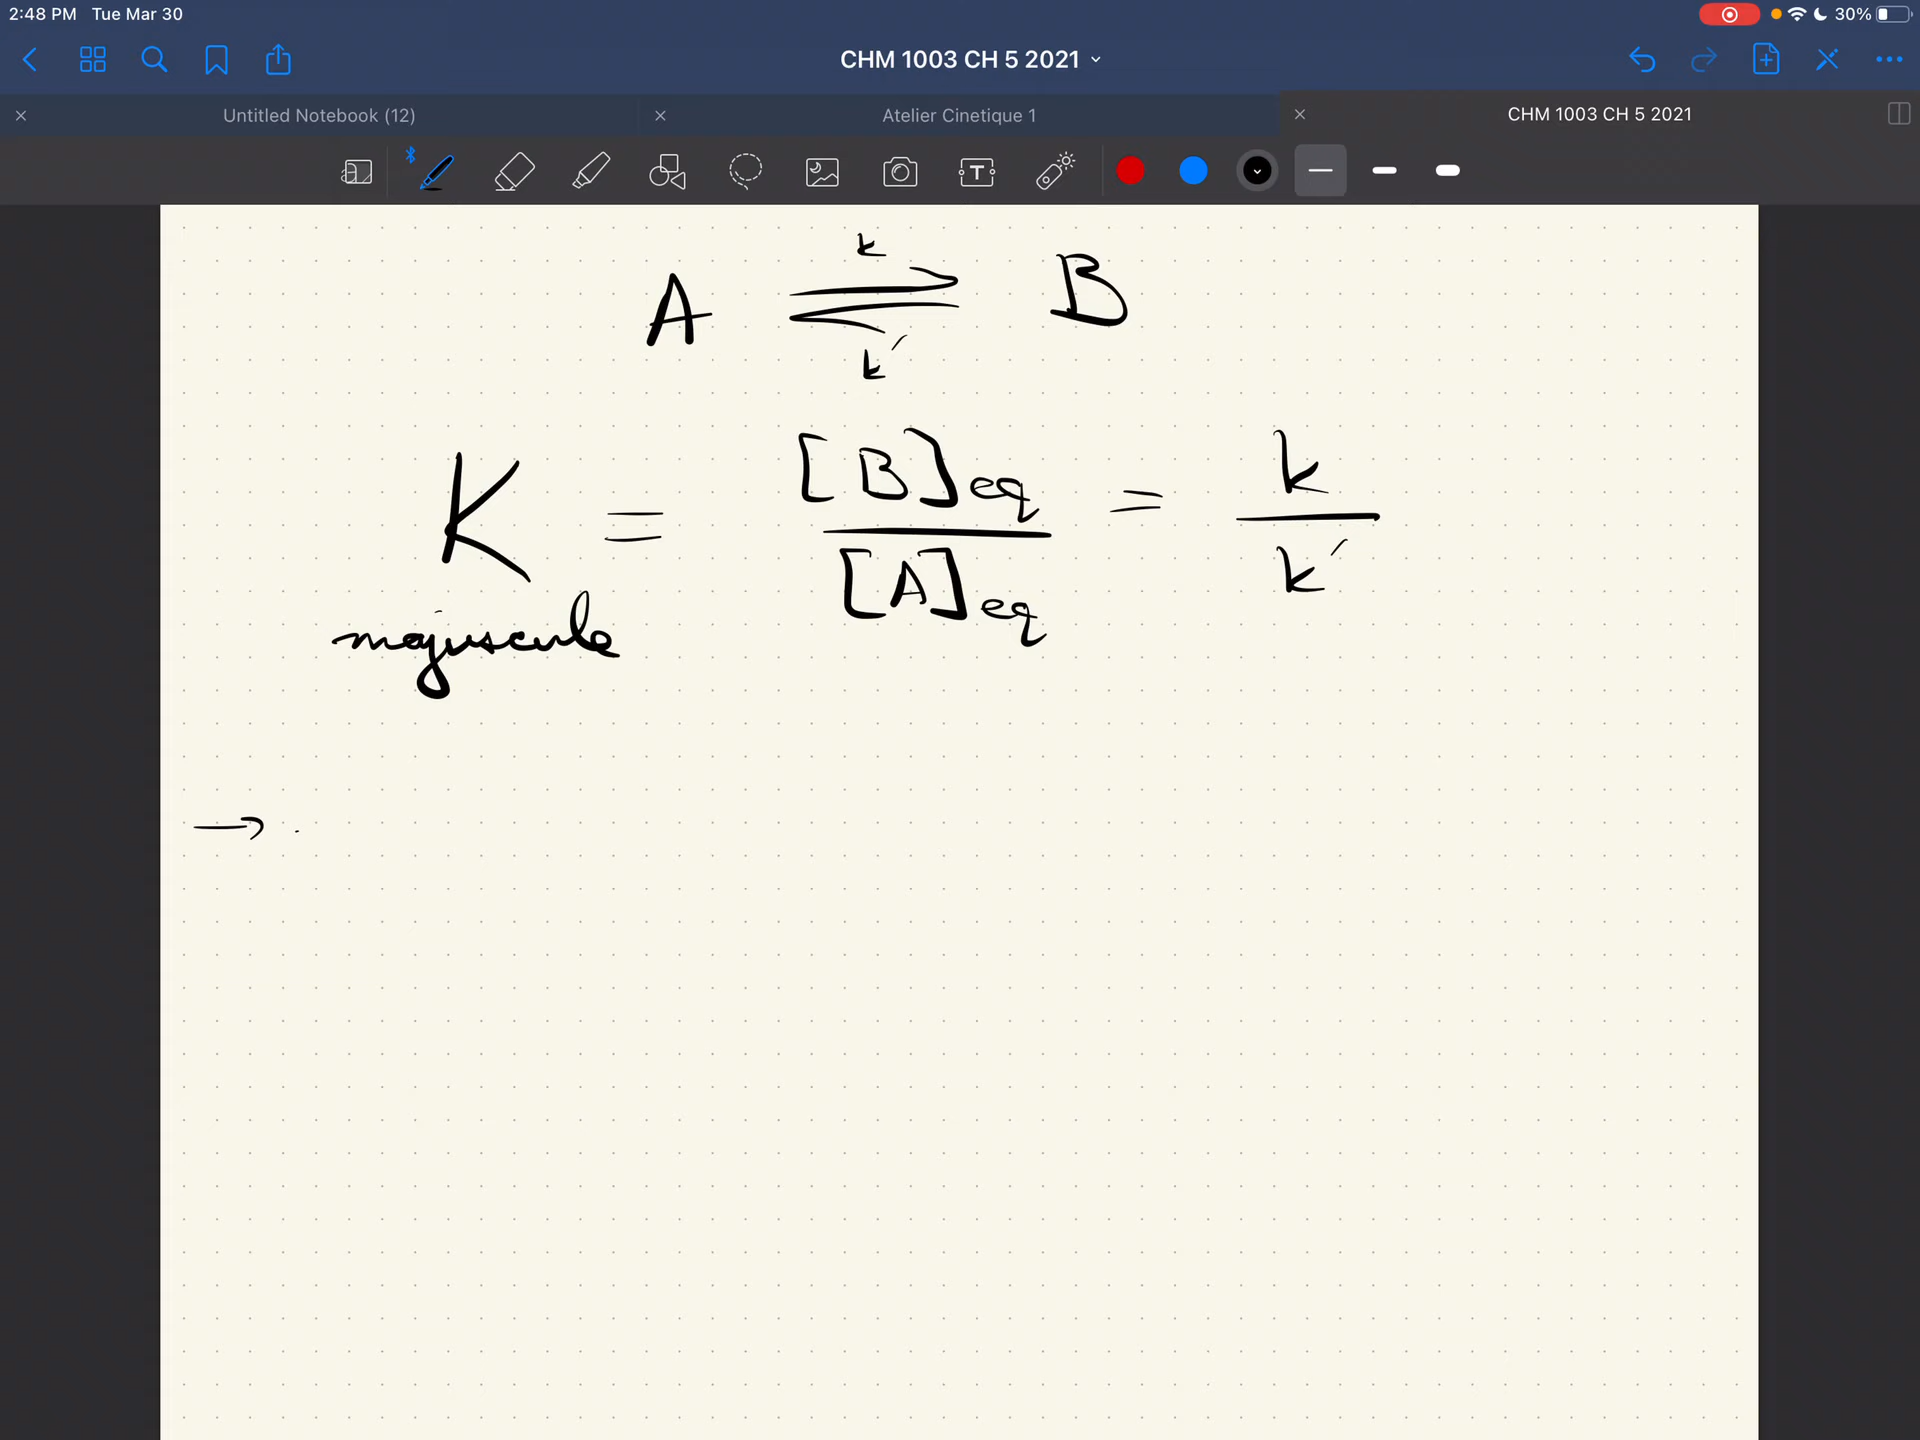 2:48 PM Tue Mar 30 30%
CHM 1003 CH 5 2021
Untitled Notebook (12) Atelier Cinetique 1 CHM 1003 CH 5 2021
T
k
A ⇌ B
k′
K = [B]eq / [A]eq = k / k′
majuscule
→